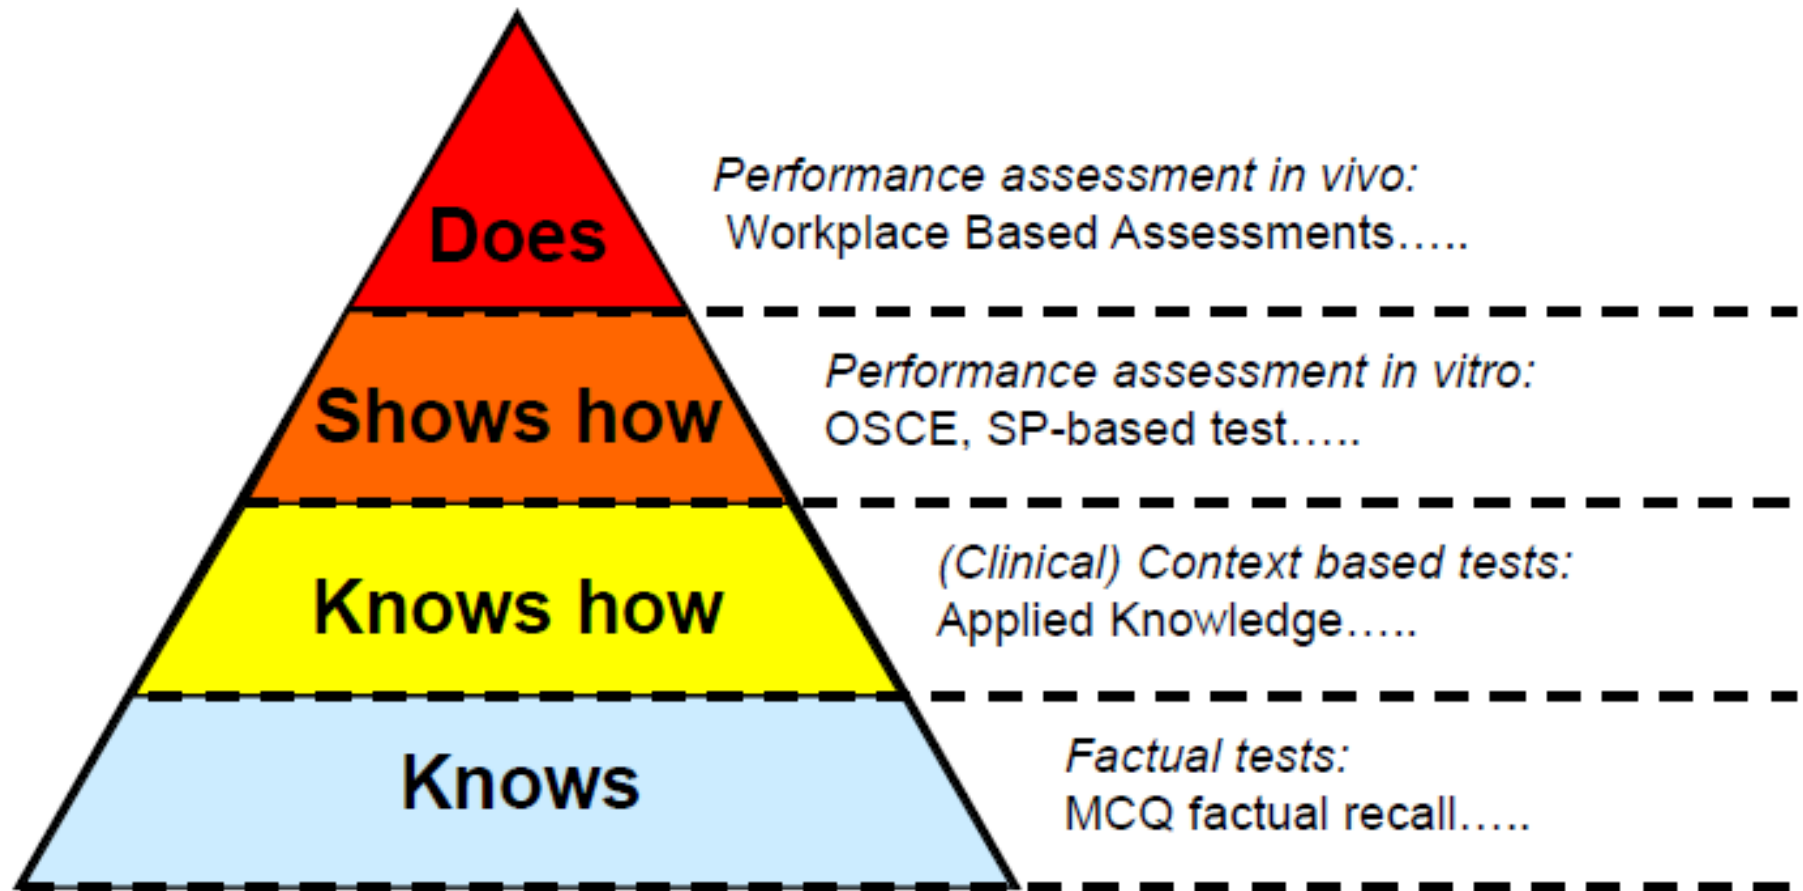 Does
Performance assessment in vivo:
Workplace Based Assessments…..
Shows how
Performance assessment in vitro:
OSCE, SP-based test…..
Knows how
(Clinical) Context based tests:
Applied Knowledge…..
Knows
Factual tests:
MCQ factual recall…..